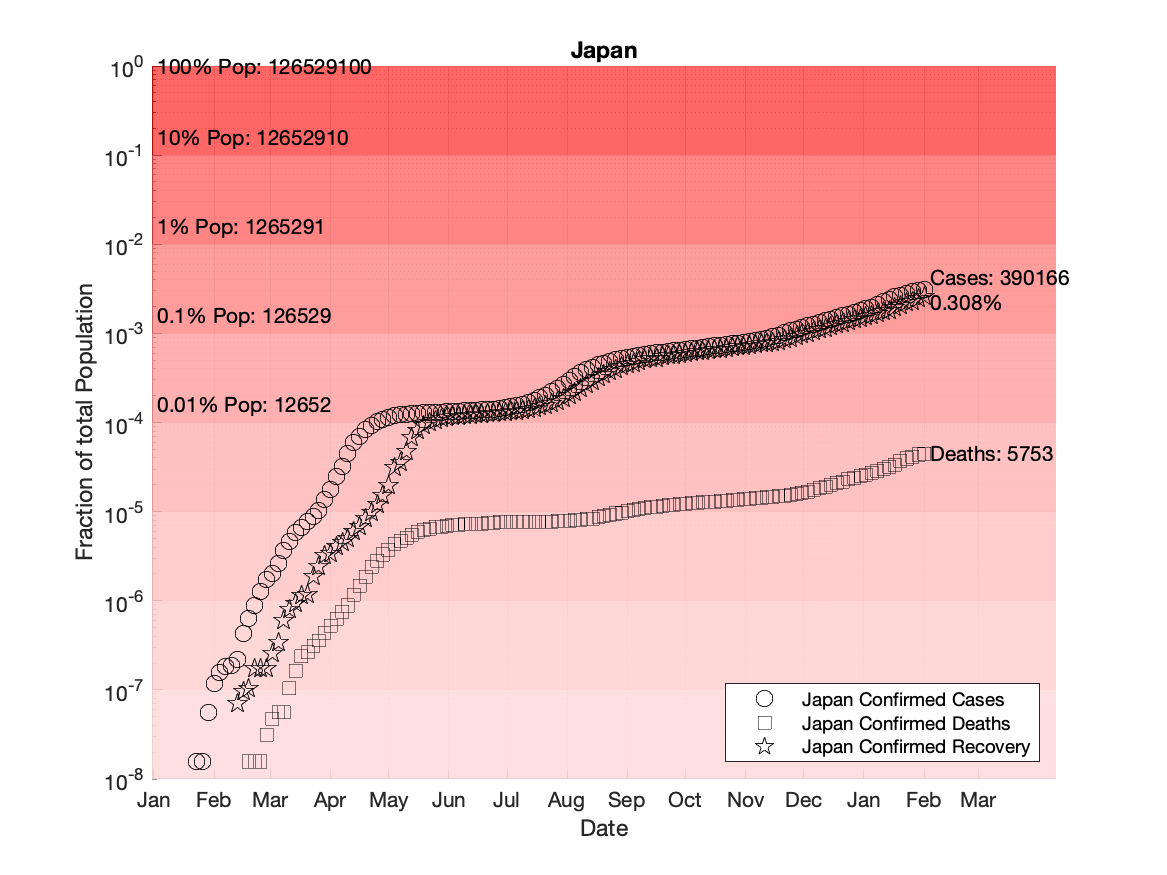 Japan
10^0
100% Pop: 126529100
10% Pop: 12652910
10^-1
1% Pop: 1265291
10^-2
Cases: 390166
0.308%
0.1% Pop: 126529
10^-3
0.01% Pop: 12652
10^-4
Deaths: 5753
10^-5
10^-6
10^-7
10^-8
Fraction of total Population
Japan Confirmed Cases
Japan Confirmed Deaths
Japan Confirmed Recovery
Jan Feb Mar Apr May Jun Jul Aug Sep Oct Nov Dec Jan Feb Mar
Date